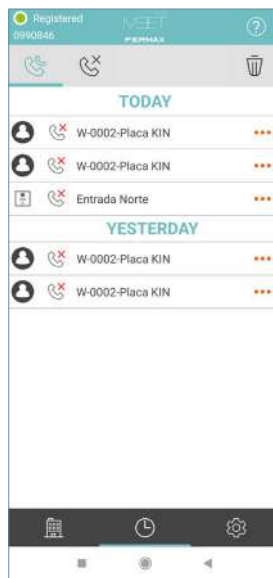 Registered
0990846
MEET
FERMAX
?
TODAY
W-0002-Placa KIN
W-0002-Placa KIN
Entrada Norte
YESTERDAY
W-0002-Placa KIN
W-0002-Placa KIN